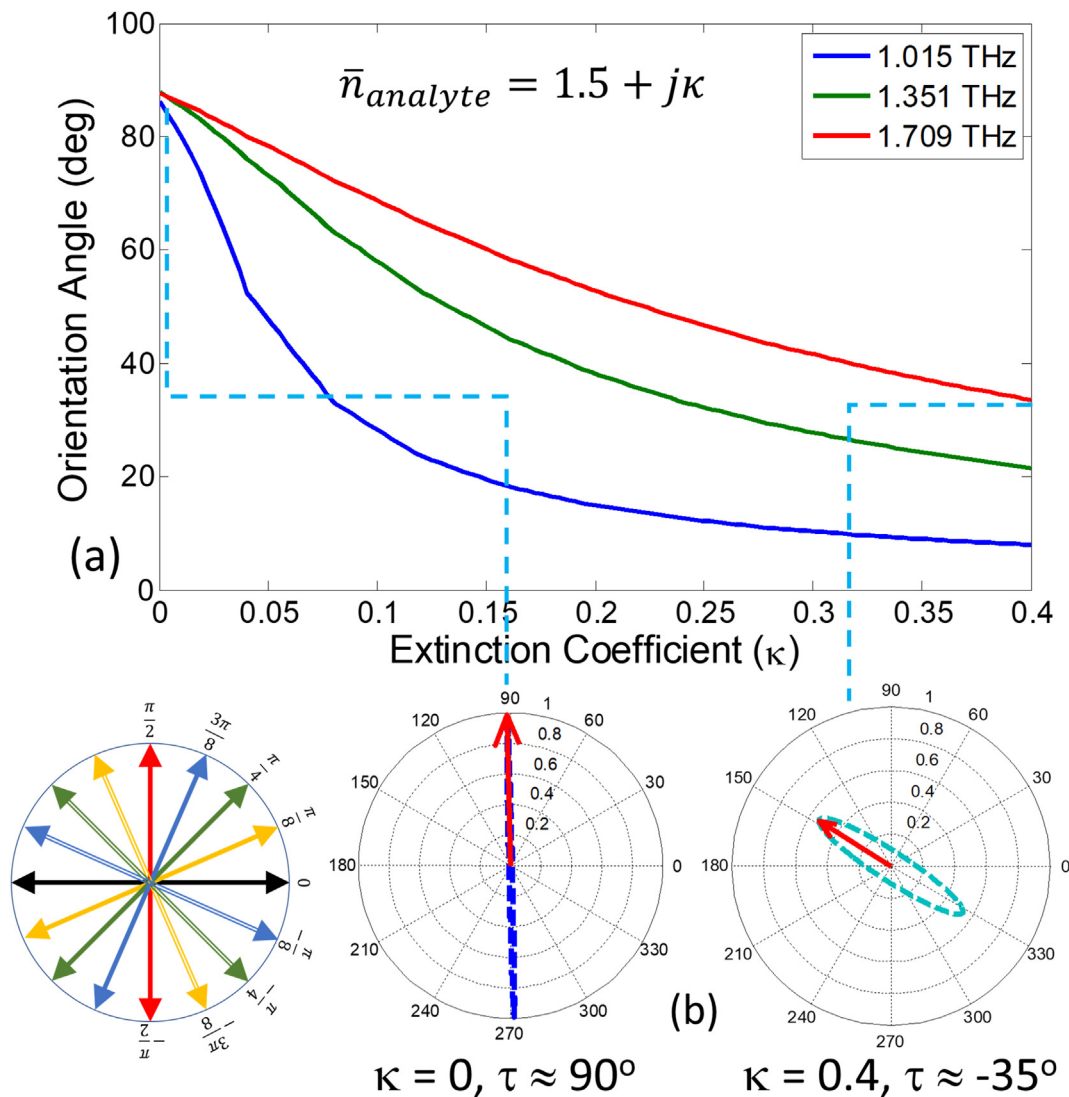 100
80
60
40
20
0
Orientation Angle (deg)
n̄analyte = 1.5 + jκ
1.015 THz
1.351 THz
1.709 THz
(a)
0 0.05 0.1 0.15 0.2 0.25 0.3 0.35 0.4
Extinction Coefficient (κ)
π/2
3π/8
π/4
π/8
0
-π/8
-π/4
-3π/8
-π/2
90
1
120 60
0.8
0.6
150 30
0.4
0.2
180 0
210 330
240 300
270
90
1
120 60
0.8
0.6
150 30
0.4
0.2
180 0
210 330
240 300
270
(b)
κ = 0, τ ≈ 90°
κ = 0.4, τ ≈ -35°